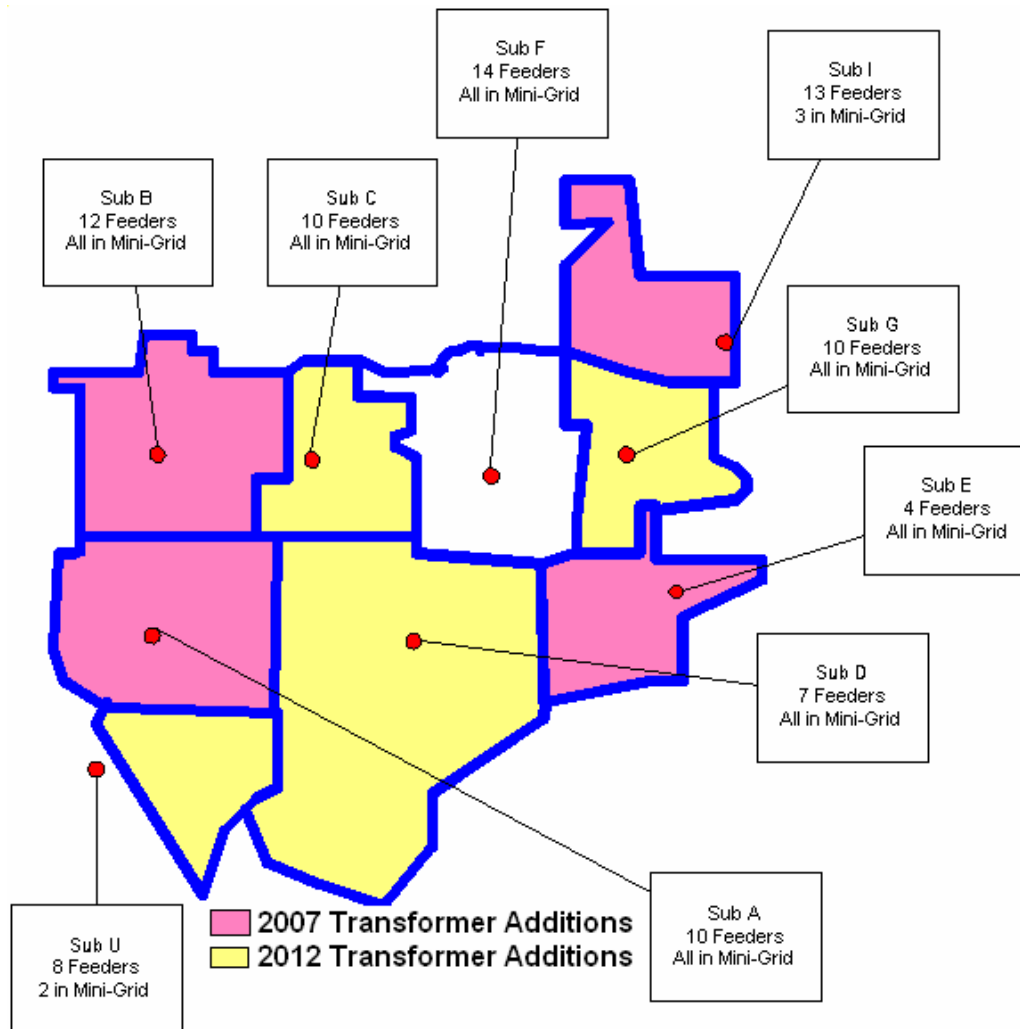 Sub F
14 Feeders
All in Mini-Grid
Sub I
13 Feeders
3 in Mini-Grid
Sub B
12 Feeders
All in Mini-Grid
Sub C
10 Feeders
All in Mini-Grid
Sub G
10 Feeders
All in Mini-Grid
Sub E
4 Feeders
All in Mini-Grid
Sub D
7 Feeders
All in Mini-Grid
Sub A
10 Feeders
All in Mini-Grid
Sub U
8 Feeders
2 in Mini-Grid
2007 Transformer Additions
2012 Transformer Additions